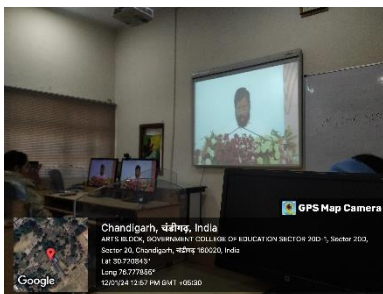 GPS Map Camera
Chandigarh, चंडीगढ़, India
ARTS BLOCK, GOVERNMENT COLLEGE OF EDUCATION SECTOR 20D-1, Sector 20D,
Sector 20, Chandigarh, चंडीगढ़ 160020, India
Lat 30.720843°
Long 76.777856°
12/01/24 12:57 PM GMT +05:30
Google